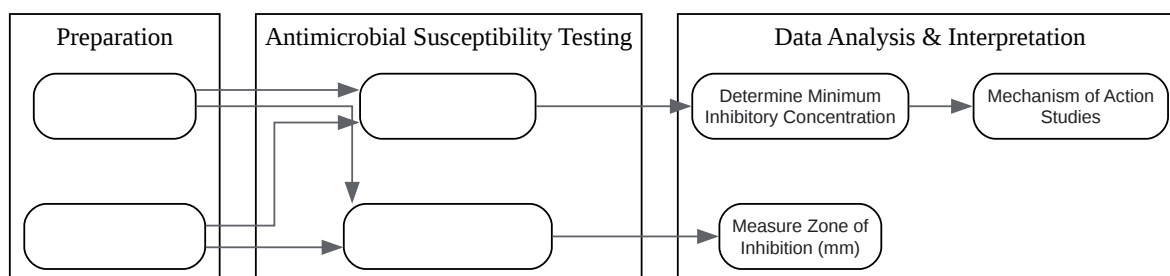 Preparation
Antimicrobial Susceptibility Testing
Data Analysis & Interpretation
Determine Minimum
Inhibitory Concentration
Mechanism of Action
Studies
Measure Zone of
Inhibition (mm)